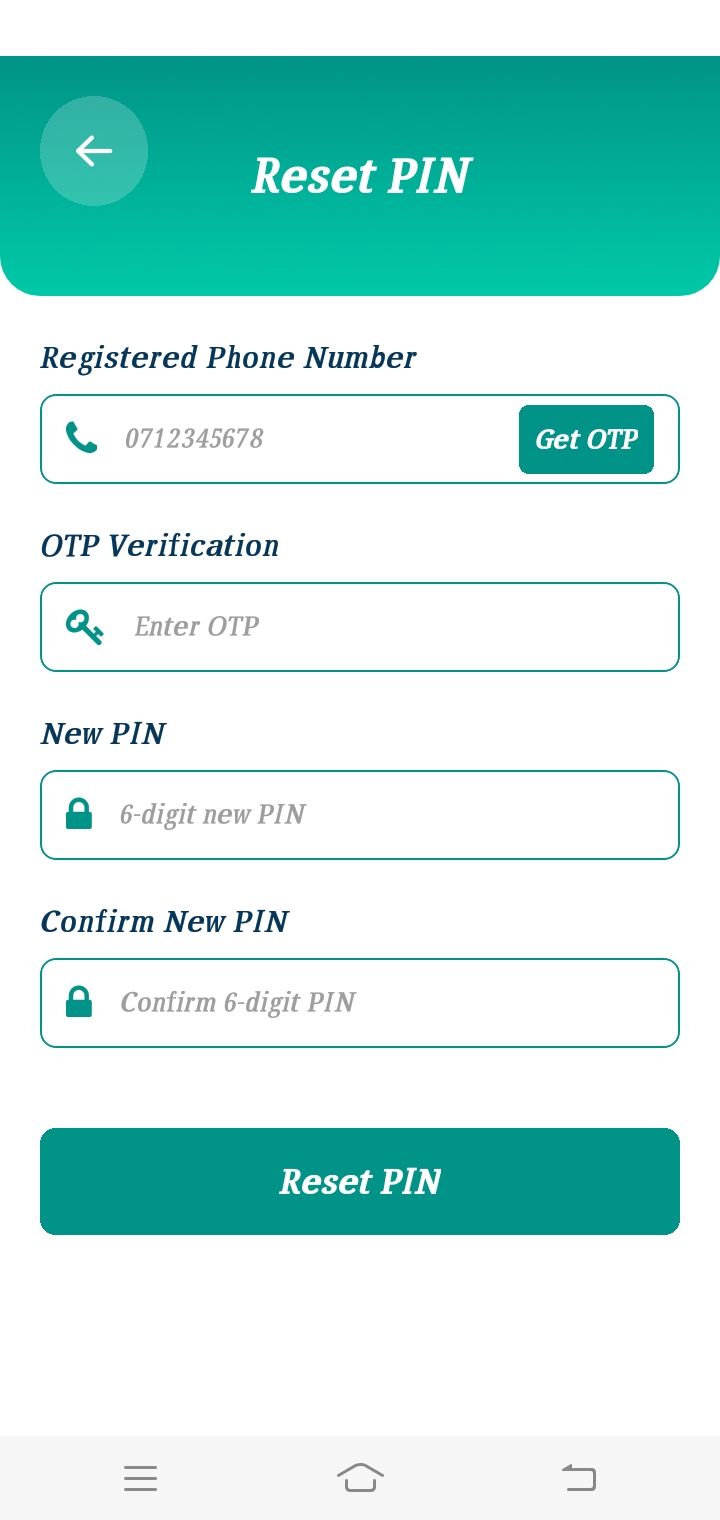 Reset PIN
Registered Phone Number
0712345678
Get OTP
OTP Verification
Enter OTP
New PIN
6-digit new PIN
Confirm New PIN
Confirm 6-digit PIN
Reset PIN